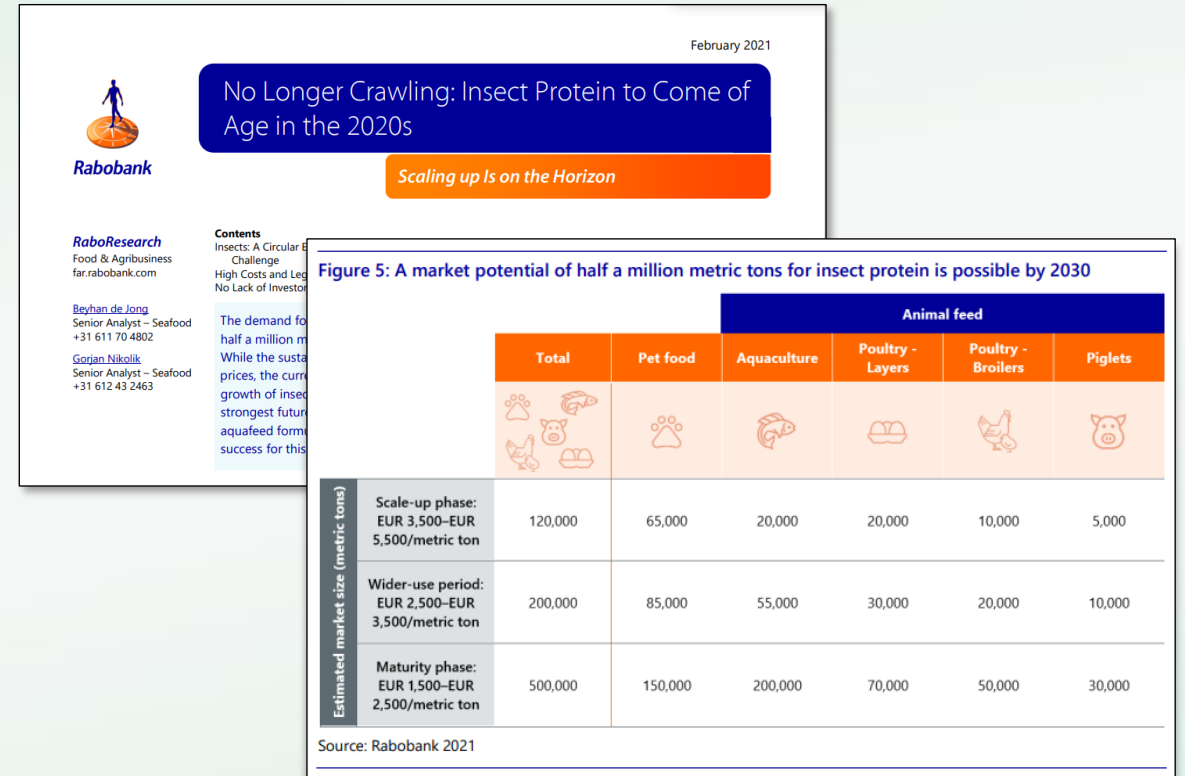 February 2021
No Longer Crawling: Insect Protein to Come of
Age in the 2020s
Scaling up Is on the Horizon
Rabobank
RaboResearch
Food & Agribusiness
far.rabobank.com
Beyhan de Jong
Senior Analyst – Seafood
+31 611 70 4802
Gorjan Nikolik
Senior Analyst – Seafood
+31 612 43 2463
Contents
Insects: A Circular
Challenge
High Costs and
No Lack of
The demand
half a million
While the
prices, the
growth of
strongest
aquafeed
success for this
Figure 5: A market potential of half a million metric tons for insect protein is possible by 2030
Animal feed
Total Pet food Aquaculture Poultry - Layers Poultry - Broilers Piglets
Estimated market size (metric tons)
Scale-up phase:
EUR 3,500–EUR
5,500/metric ton
120,000 65,000 20,000 20,000 10,000 5,000
Wider-use period:
EUR 2,500–EUR
3,500/metric ton
200,000 85,000 55,000 30,000 20,000 10,000
Maturity phase:
EUR 1,500–EUR
2,500/metric ton
500,000 150,000 200,000 70,000 50,000 30,000
Source: Rabobank 2021